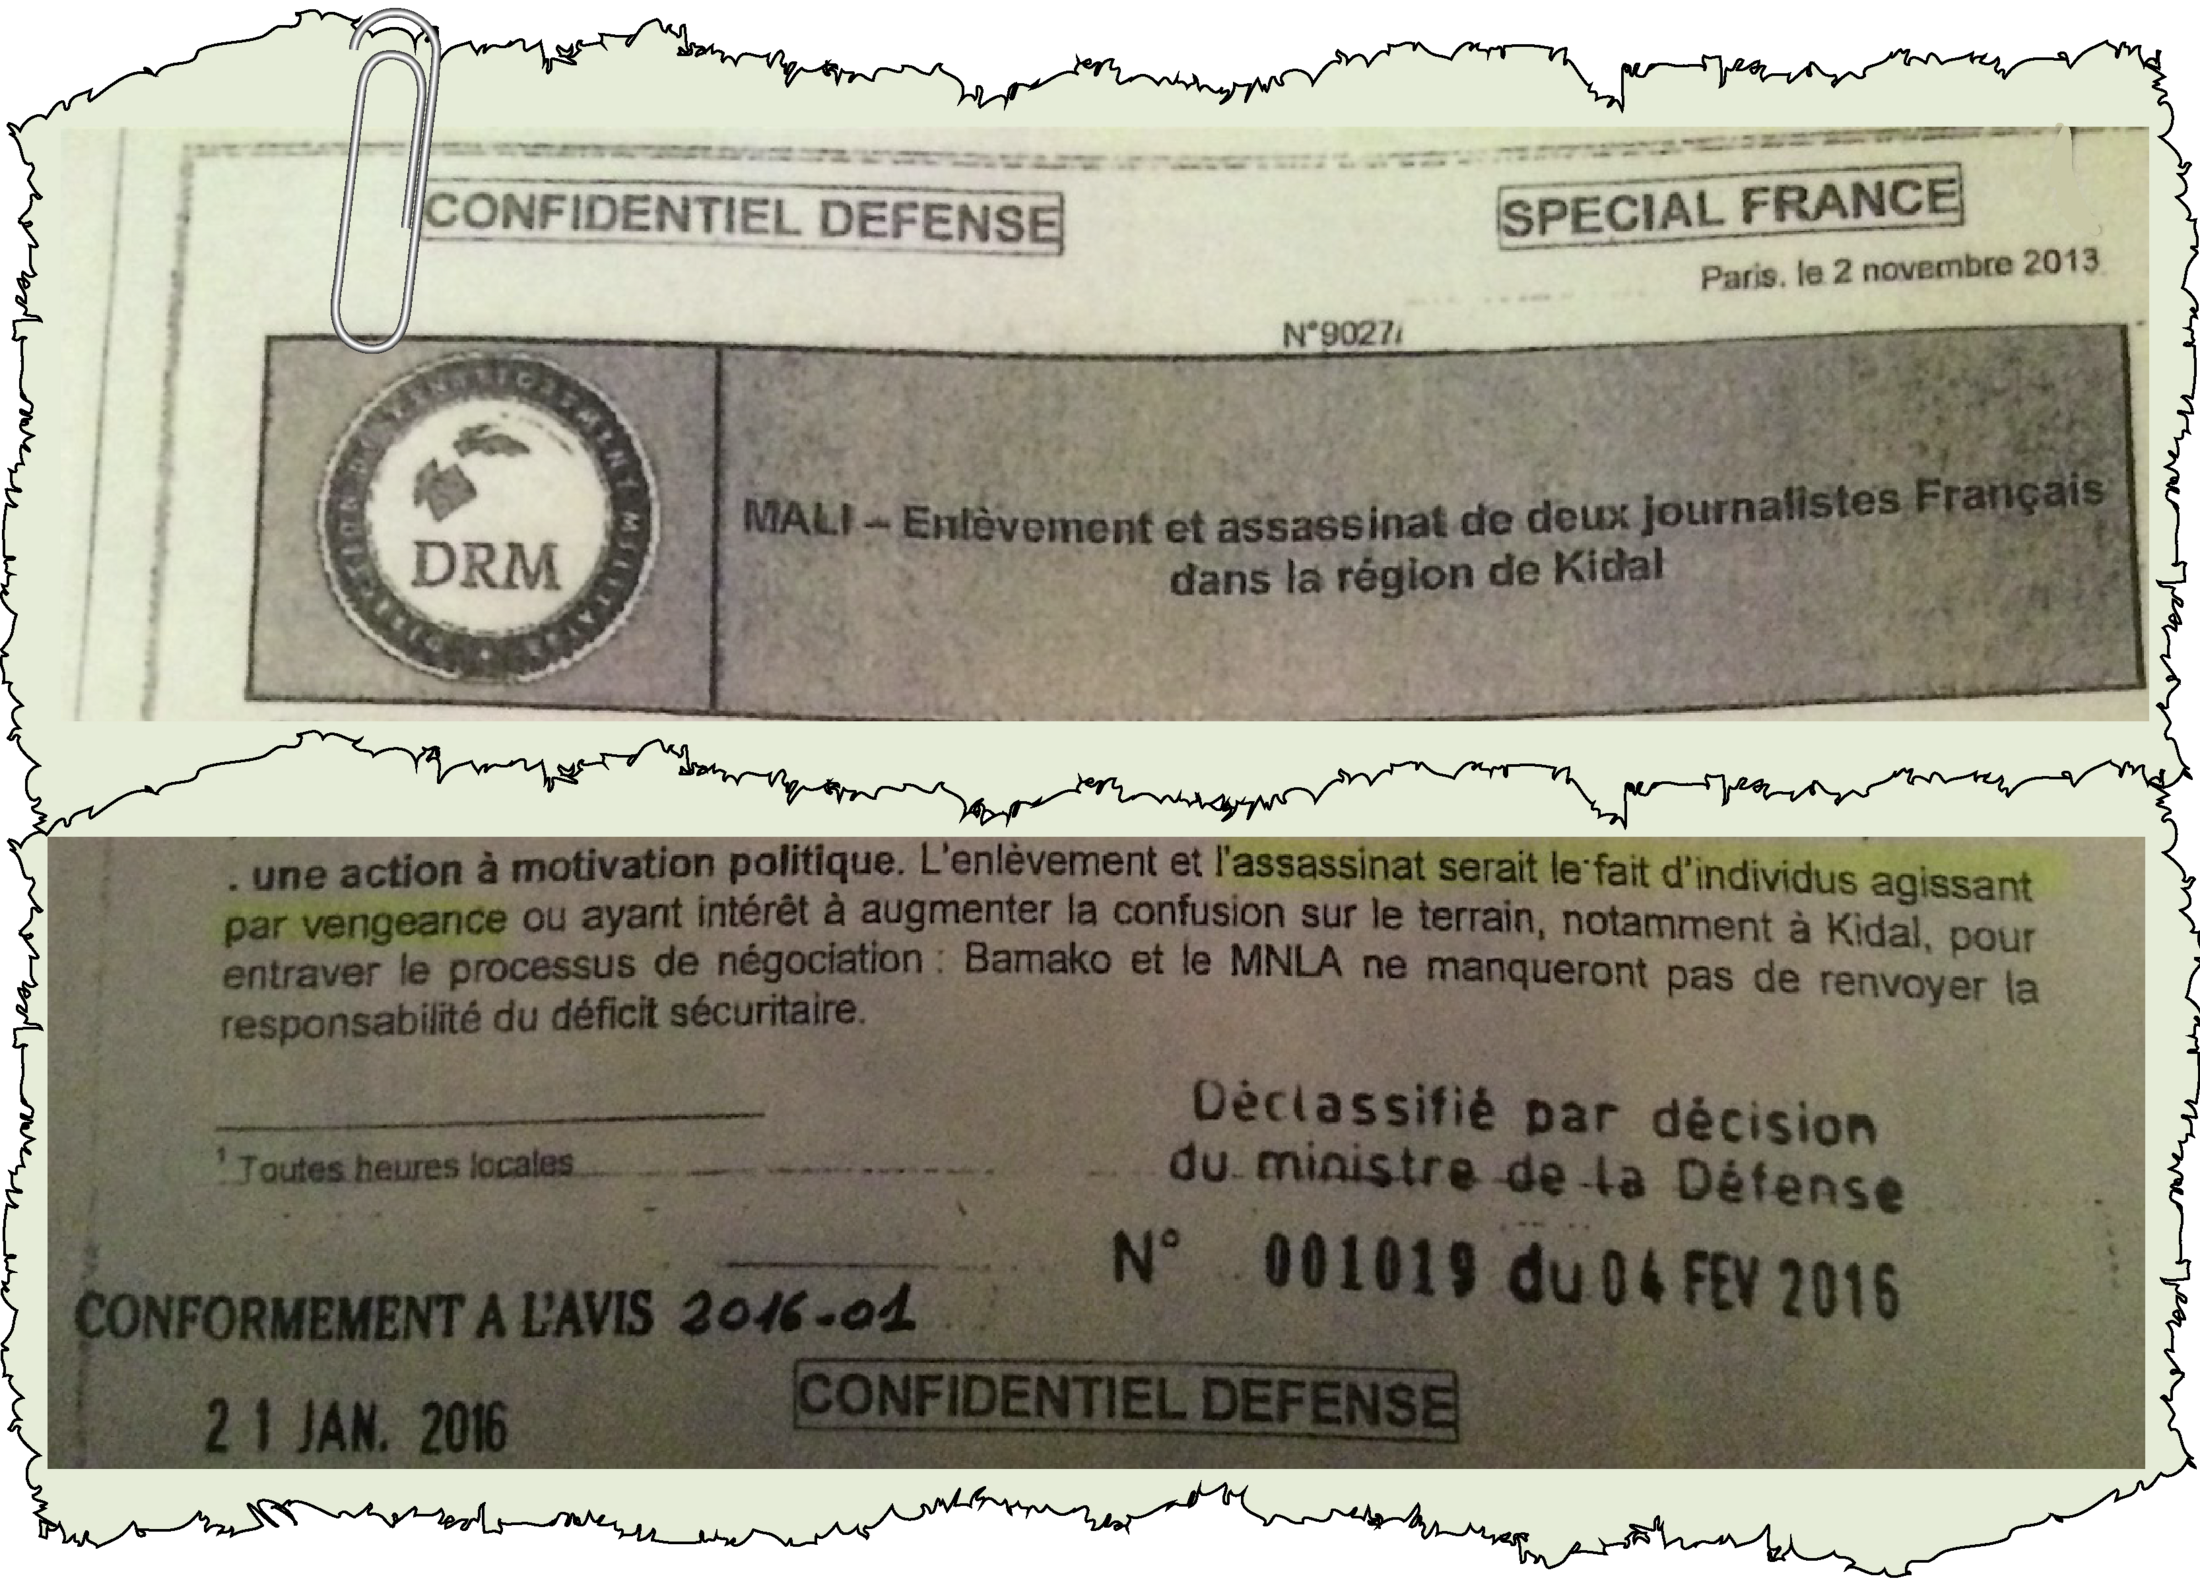 CONFIDENTIEL DEFENSE
SPECIAL FRANCE
Paris. le 2 novembre 2013
N°9027/
DIRECTION DU RENSEIGNEMENT MILITAIRE
DRM
MALI – Enlèvement et assassinat de deux journalistes Français
dans la région de Kidal
. une action à motivation politique. L'enlèvement et l'assassinat serait le fait d'individus agissant
par vengeance ou ayant intérêt à augmenter la confusion sur le terrain, notamment à Kidal, pour
entraver le processus de négociation : Bamako et le MNLA ne manqueront pas de renvoyer la
responsabilité du déficit sécuritaire.
¹ Toutes heures locales
Déclassifié par décision
du ministre de la Défense
N° 001019 du 04 FEV 2016
CONFORMEMENT A L'AVIS 2016-01
21 JAN. 2016
CONFIDENTIEL DEFENSE